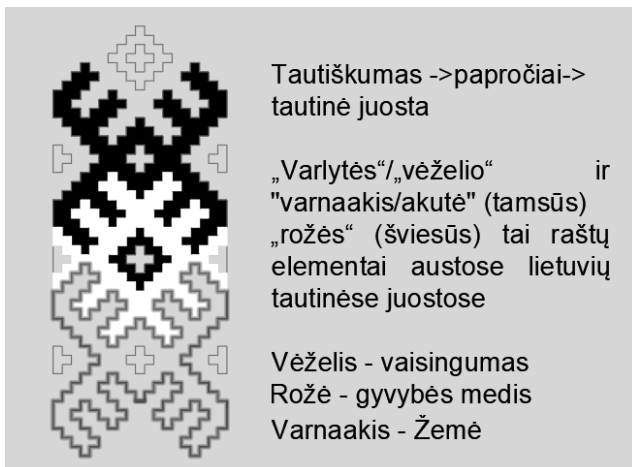 Tautiškumas ->papročiai->
tautinė juosta
„Varlytės“/„vėželio“ ir
"varnaakis/akutė" (tamsūs)
„rožės“ (šviesūs) tai raštų
elementai austose lietuvių
tautinėse juostose
Vėželis - vaisingumas
Rožė - gyvybės medis
Varnaakis - Žemė